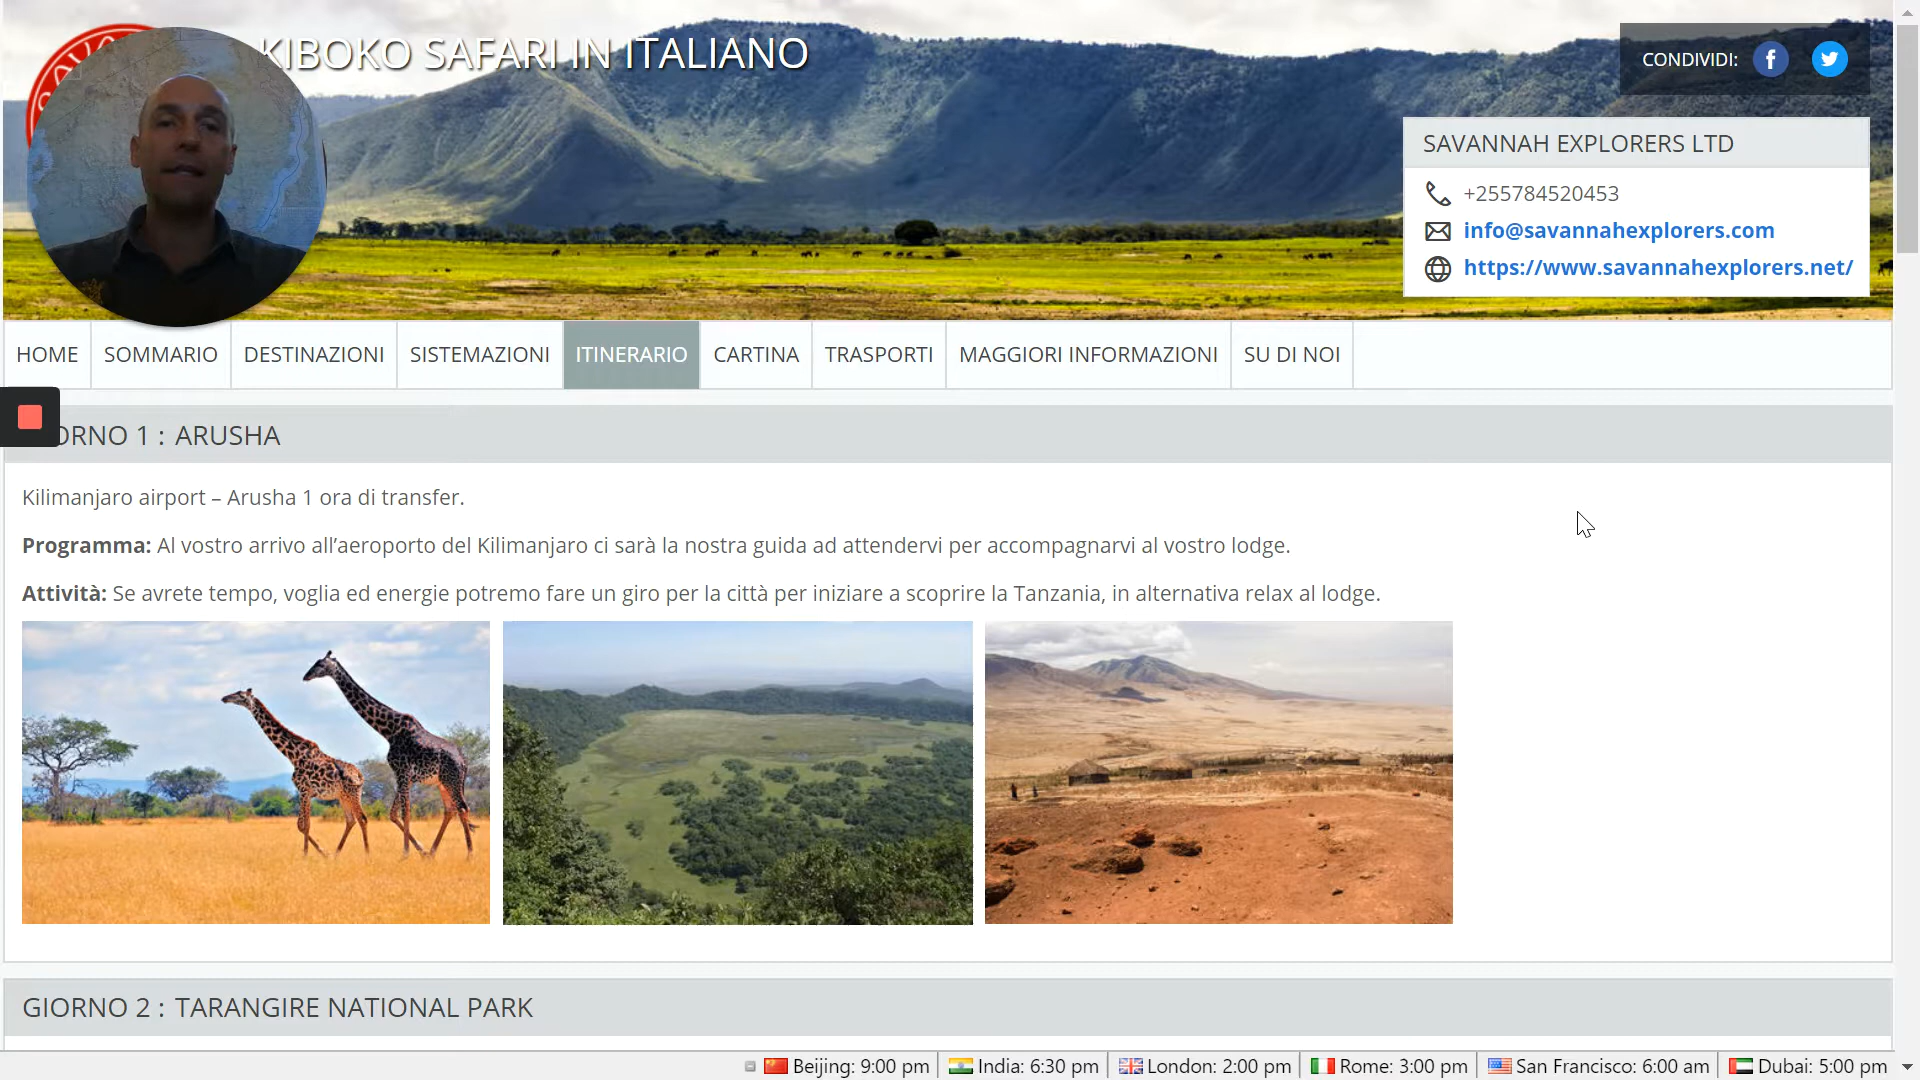 KIBOKO SAFARI IN ITALIANO
CONDIVIDI:
SAVANNAH EXPLORERS LTD
+255784520453
info@savannahexplorers.com
https://www.savannahexplorers.net/
HOME SOMMARIO DESTINAZIONI SISTEMAZIONI ITINERARIO CARTINA TRASPORTI MAGGIORI INFORMAZIONI SU DI NOI
1 : ARUSHA
Kilimanjaro airport – Arusha 1 ora di transfer.
Programma: Al vostro arrivo all’aeroporto del Kilimanjaro ci sarà la nostra guida ad attendervi per accompagnarvi al vostro lodge.
Attività: Se avrete tempo, voglia ed energie potremo fare un giro per la città per iniziare a scoprire la Tanzania, in alternativa relax al lodge.
GIORNO 2 : TARANGIRE NATIONAL PARK
Beijing: 9:00 pm India: 6:30 pm London: 2:00 pm Rome: 3:00 pm San Francisco: 6:00 am Dubai: 5:00 pm